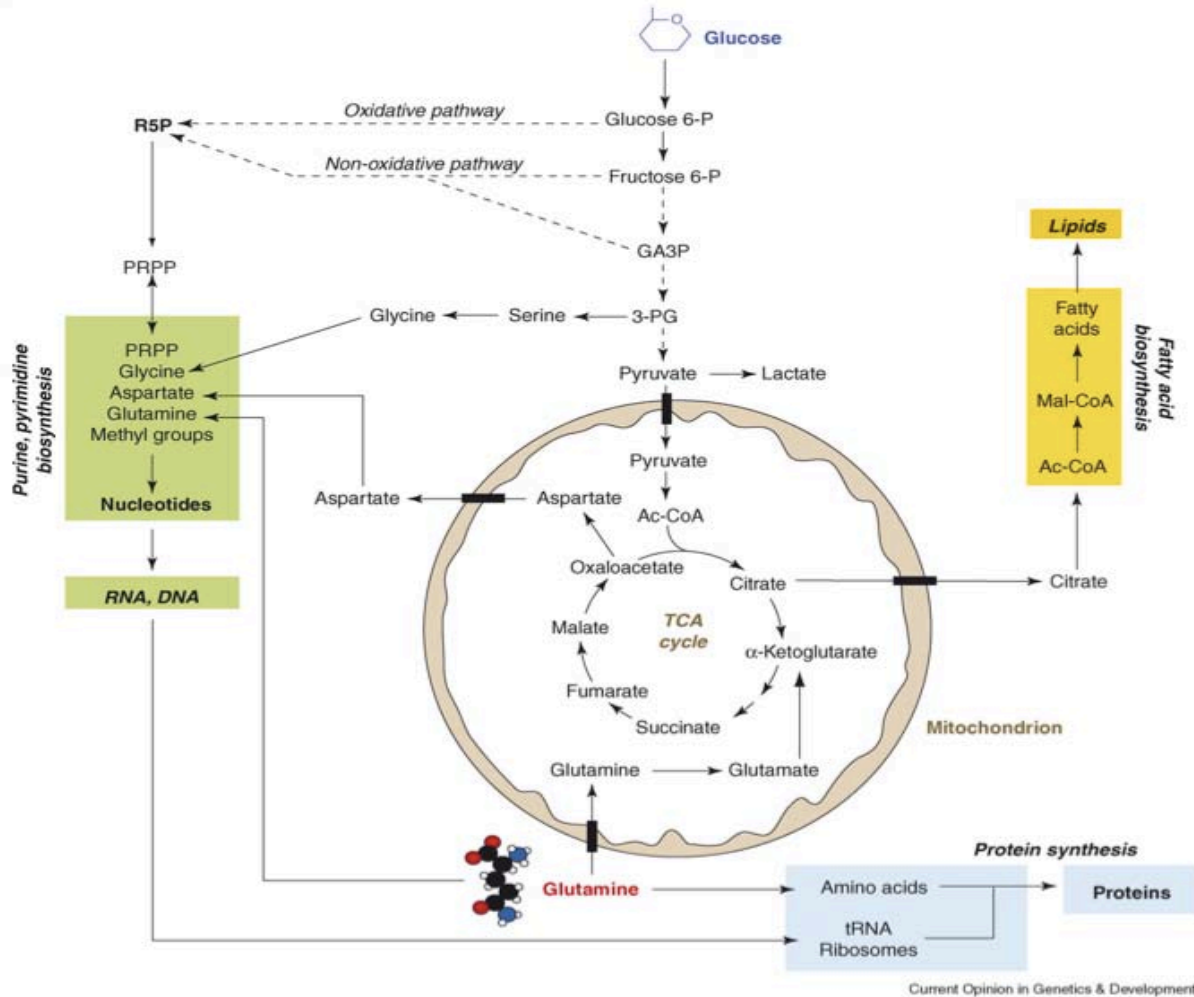 Glucose
Oxidative pathway
R5P
Glucose 6-P
Non-oxidative pathway
Fructose 6-P
GA3P
Lipids
PRPP
Glycine
Serine
3-PG
Fatty
acids
Mal-CoA
Ac-CoA
Fatty acid
biosynthesis
Purine, pyrimidine
biosynthesis
PRPP
Glycine
Aspartate
Glutamine
Methyl groups
Nucleotides
Pyruvate
Lactate
Pyruvate
Ac-CoA
Aspartate
Aspartate
Oxaloacetate
Citrate
Citrate
RNA, DNA
Malate
TCA
cycle
α-Ketoglutarate
Fumarate
Succinate
Mitochondrion
Glutamine
Glutamate
Protein synthesis
Glutamine
Amino acids
Proteins
tRNA
Ribosomes
Current Opinion in Genetics & Development